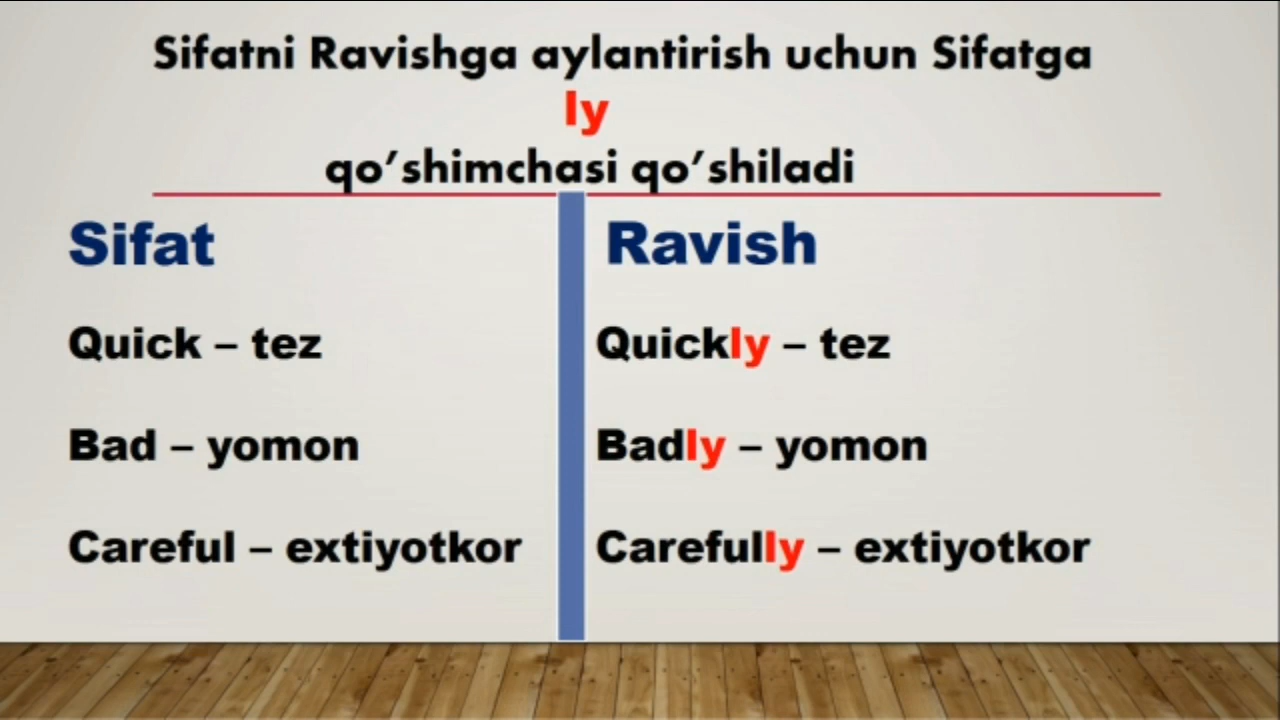 Sifatni Ravishga aylantirish uchun Sifatga
ly
qo’shimchasi qo’shiladi
Sifat
Ravish
Quick – tez
Quickly – tez
Bad – yomon
Badly – yomon
Careful – extiyotkor
Carefully – extiyotkor